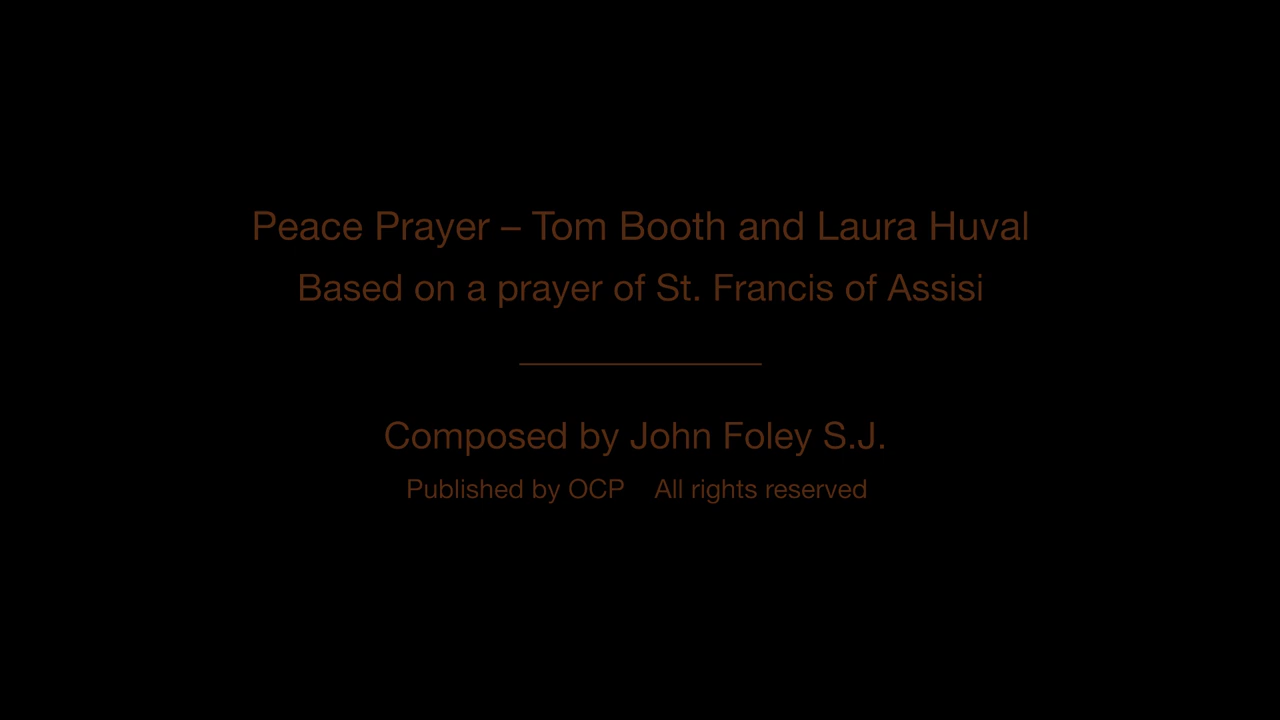 Peace Prayer – Tom Booth and Laura Huval
Based on a prayer of St. Francis of Assisi
Composed by John Foley S.J.
Published by OCP All rights reserved